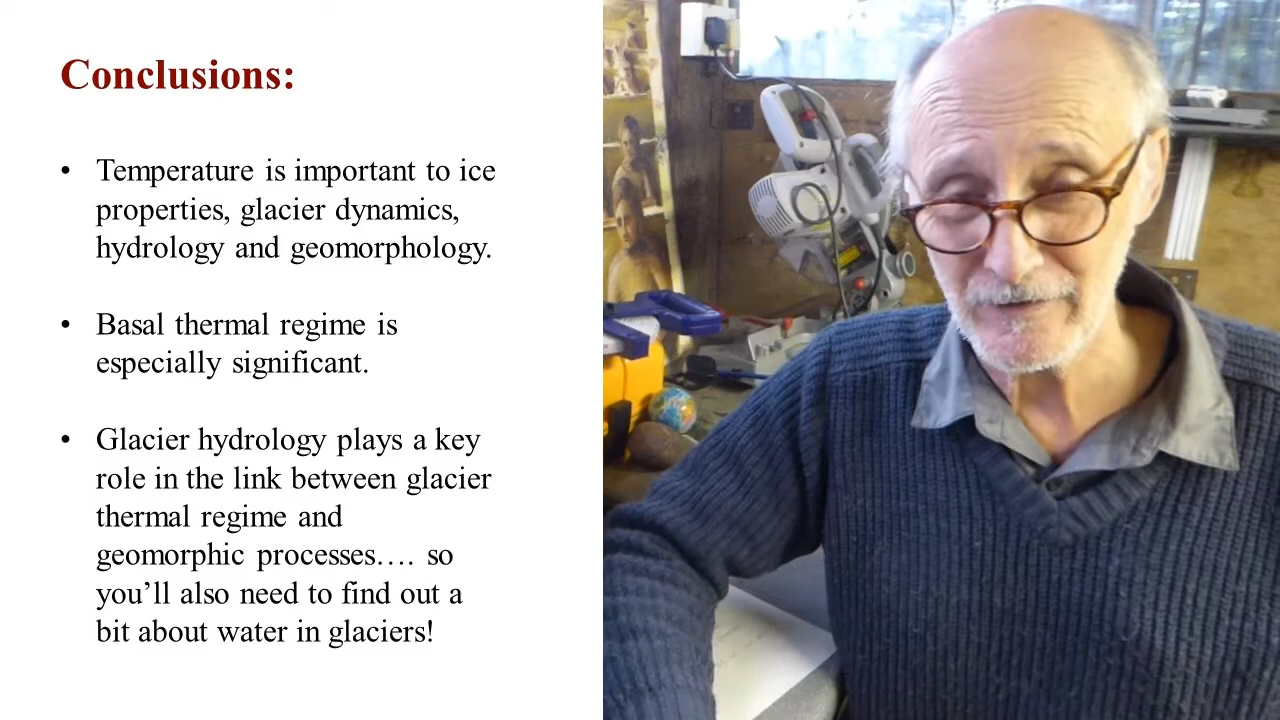 Conclusions:
• Temperature is important to ice
properties, glacier dynamics,
hydrology and geomorphology.
• Basal thermal regime is
especially significant.
• Glacier hydrology plays a key
role in the link between glacier
thermal regime and
geomorphic processes…. so
you’ll also need to find out a
bit about water in glaciers!